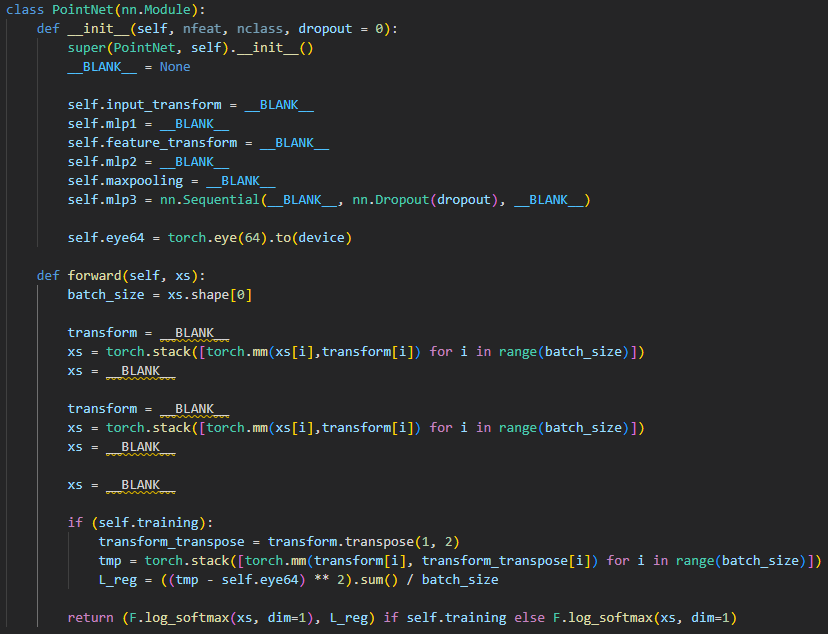 class PointNet(nn.Module):
    def __init__(self, nfeat, nclass, dropout = 0):
        super(PointNet, self).__init__()
        __BLANK__ = None

        self.input_transform = __BLANK__
        self.mlp1 = __BLANK__
        self.feature_transform = __BLANK__
        self.mlp2 = __BLANK__
        self.maxpooling = __BLANK__
        self.mlp3 = nn.Sequential(__BLANK__, nn.Dropout(dropout), __BLANK__)

        self.eye64 = torch.eye(64).to(device)

    def forward(self, xs):
        batch_size = xs.shape[0]

        transform = __BLANK__
        xs = torch.stack([torch.mm(xs[i],transform[i]) for i in range(batch_size)])
        xs = __BLANK__

        transform = __BLANK__
        xs = torch.stack([torch.mm(xs[i],transform[i]) for i in range(batch_size)])
        xs = __BLANK__

        xs = __BLANK__

        if (self.training):
            transform_transpose = transform.transpose(1, 2)
            tmp = torch.stack([torch.mm(transform[i], transform_transpose[i]) for i in range(batch_size)])
            L_reg = ((tmp - self.eye64) ** 2).sum() / batch_size

        return (F.log_softmax(xs, dim=1), L_reg) if self.training else F.log_softmax(xs, dim=1)